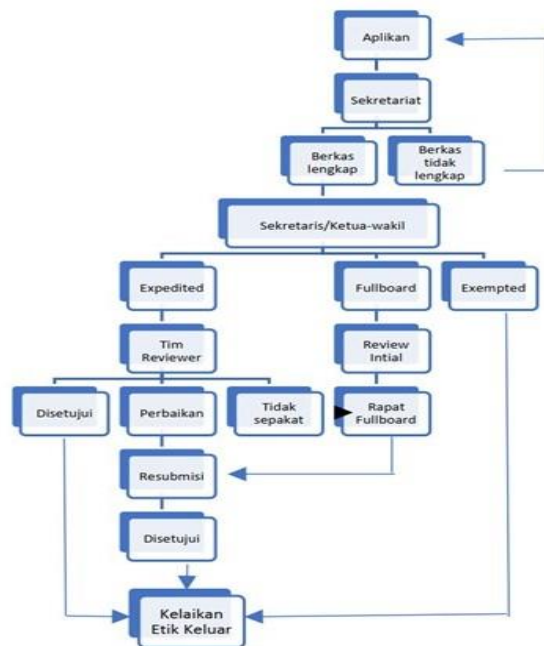 Aplikan
Sekretariat
Berkas
lengkap
Berkas
tidak
lengkap
Sekretaris/Ketua-wakil
Expedited
Fullboard
Exempted
Tim
Reviewer
Review
Intial
Disetujui
Perbaikan
Tidak
sepakat
Rapat
Fullboard
Resubmisi
Disetujui
Kelaikan
Etik Keluar